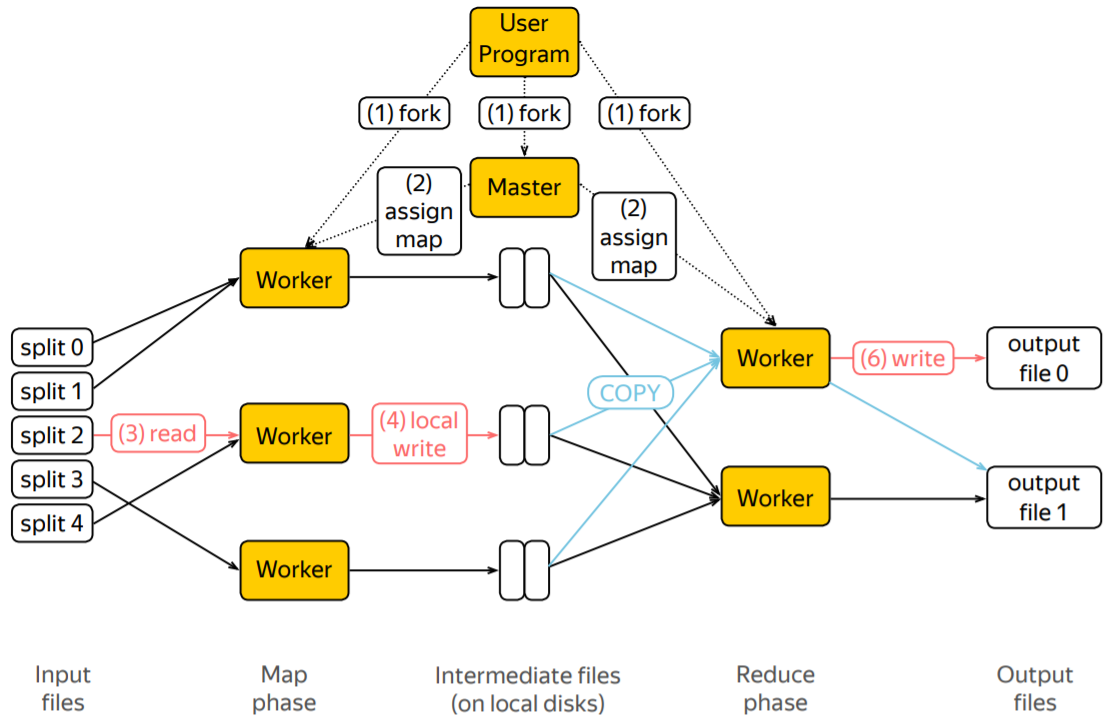 User
Program
(1) fork
(1) fork
(1) fork
Master
(2)
assign
map
(2)
assign
map
Worker
split 0
split 1
split 2
split 3
split 4
(3) read
Worker
(4) local
write
COPY
Worker
(6) write
output
file 0
Worker
output
file 1
Worker
Input
files
Map
phase
Intermediate files
(on local disks)
Reduce
phase
Output
files